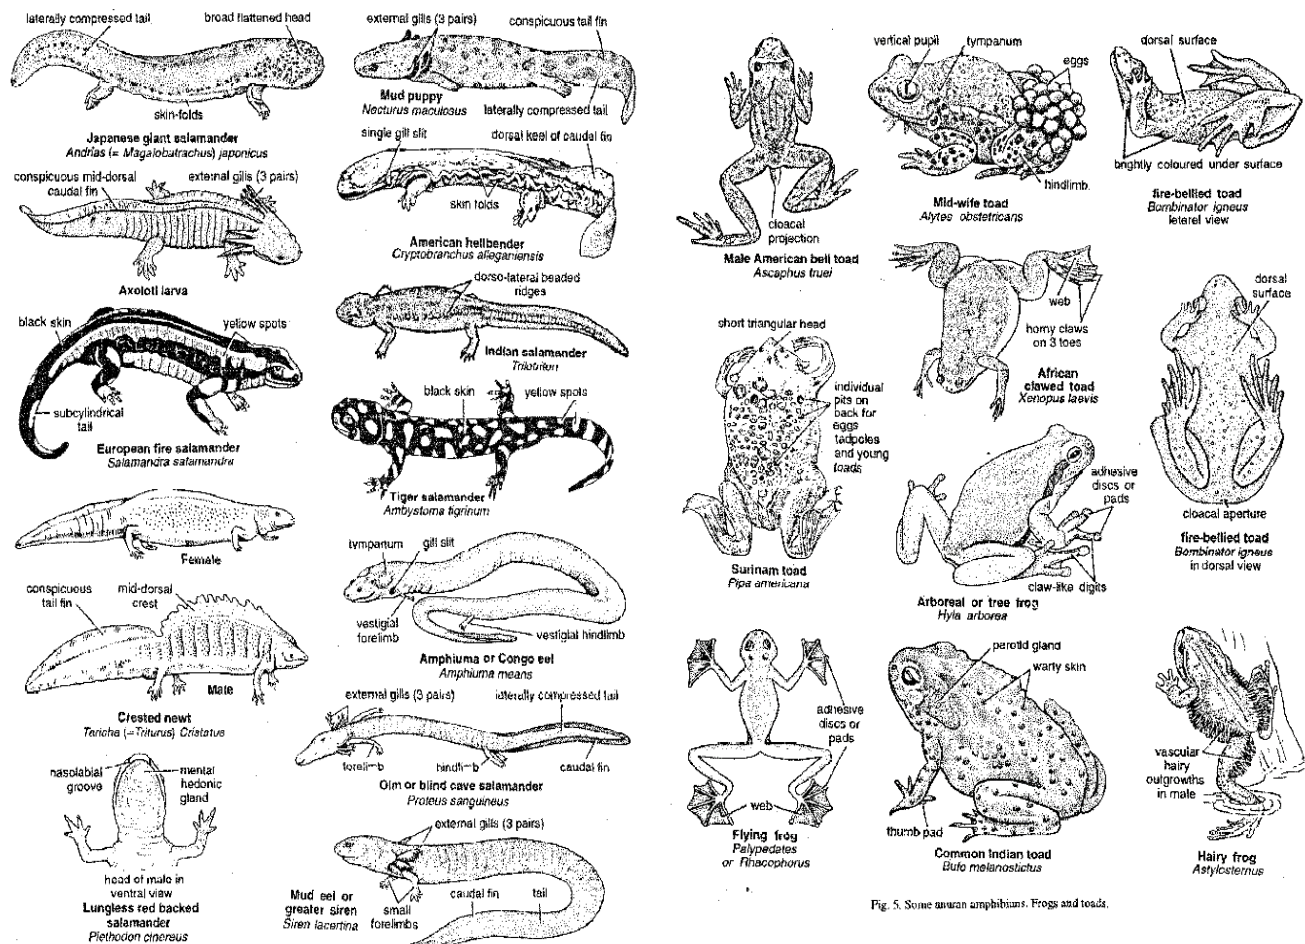 laterally compressed tail
broad flattened head
skin-folds
Japanese giant salamander
Andrias (= Magalobatrachus) japonicus
external gills (3 pairs)
conspicuous tail fin
Mud puppy
Necturus maculosus
laterally compressed tail
single gill slit
dorsal keel of caudal fin
skin folds
American hellbender
Cryptobranchus alleganiensis
conspicuous mid-dorsal
caudal fin
external gills (3 pairs)
Axolotl larva
dorso-lateral beaded
ridges
Indian salamander
black skin
yellow spots
subcylindrical
tail
European fire salamander
Salamandra salamandra
black skin
yellow spots
Tiger salamander
Ambystoma tigrinum
Female
conspicuous
tail fin
mid-dorsal
crest
Male
Crested newt
Taricha (=Triturus) Cristatus
tympanum
gill slit
vestigial
forelimb
vestigial hindlimb
Amphiuma or Congo eel
Amphiuma means
external gills (3 pairs)
laterally compressed tail
forelimb
hindlimb
caudal fin
Olm or blind cave salamander
Proteus sanguineus
nasolabial
groove
mental
hedonic
gland
head of male in
ventral view
Lungless red backed
salamander
Plethodon cinereus
external gills (3 pairs)
caudal fin
tail
small
forelimbs
Mud eel or
greater siren
Siren lacertina
cloacal
projection
Male American bell toad
Ascaphus truei
vertical pupil
tympanum
eggs
hindlimb.
Mid-wife toad
Alytes obstetricans
dorsal surface
brightly coloured under surface
fire-bellied toad
Bombinator igneus
leteral view
short triangular head
individual
pits on
back for
eggs
tadpoles
and young
toads
Surinam toad
Pipa americana
web
horny claws
on 3 toes
African
clawed toad
Xenopus laevis
dorsal
surface
cloacal aperture
fire-bellied toad
Bombinator igneus
in dorsal view
adhesive
discs or
pads
claw-like digits
Arboreal or tree frog
Hyla arborea
adhesive
discs or
pads
web
Flying frog
Palypedates
or Rhacophorus
perotid gland
warty skin
thumb pad
Common Indian toad
Bufo melanostictus
vascular
hairy
outgrowths
in male
Hairy frog
Astylosternus
Fig. 5. Some anuran amphibians. Frogs and toads.